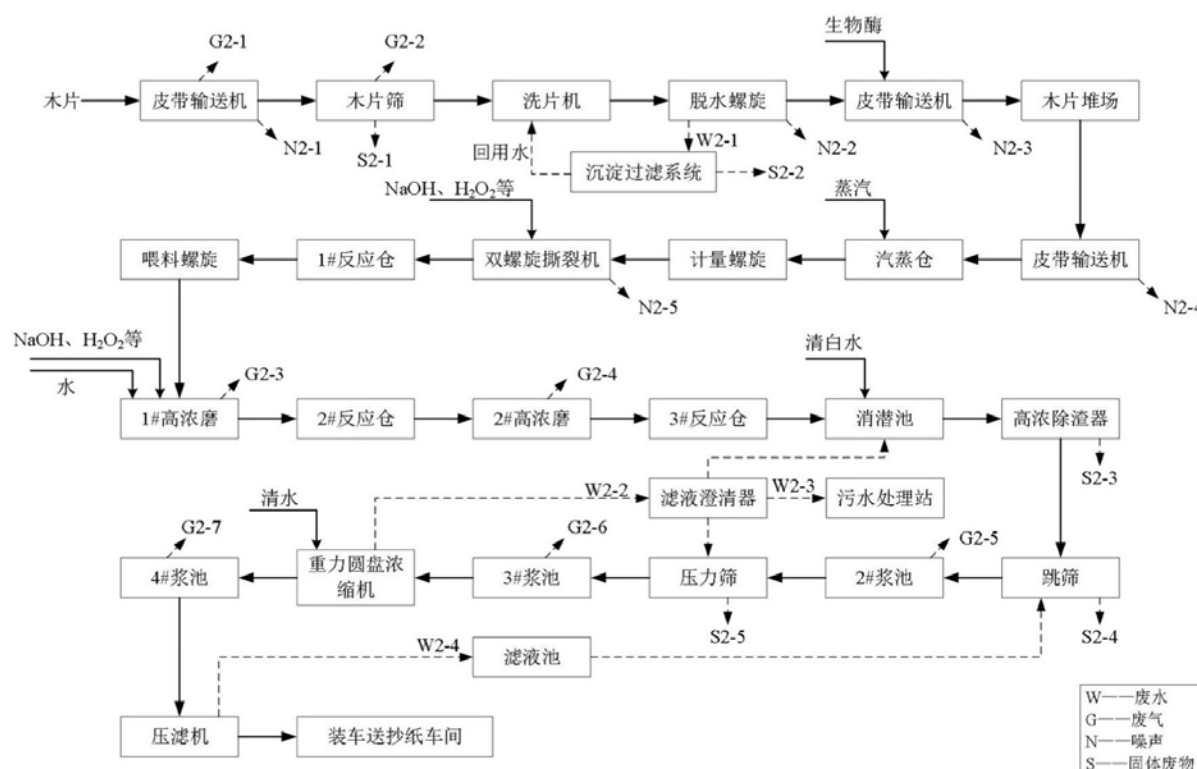 生物酶
G2-1
G2-2
木片
皮带输送机
木片筛
洗片机
脱水螺旋
皮带输送机
木片堆场
N2-1
S2-1
回用水
W2-1
N2-2
N2-3
沉淀过滤系统
S2-2
NaOH、H₂O₂等
蒸汽
喂料螺旋
1#反应仓
双螺旋撕裂机
计量螺旋
汽蒸仓
皮带输送机
N2-5
N2-4
NaOH、H₂O₂等
水
G2-3
G2-4
清白水
1#高浓磨
2#反应仓
2#高浓磨
3#反应仓
消潜池
高浓除渣器
S2-3
W2-2
滤液澄清器
W2-3
污水处理站
清水
G2-7
G2-6
G2-5
4#浆池
重力圆盘浓
缩机
3#浆池
压力筛
2#浆池
跳筛
S2-5
S2-4
W2-4
滤液池
压滤机
装车送抄纸车间
W——废水
G——废气
N——噪声
S——固体废物